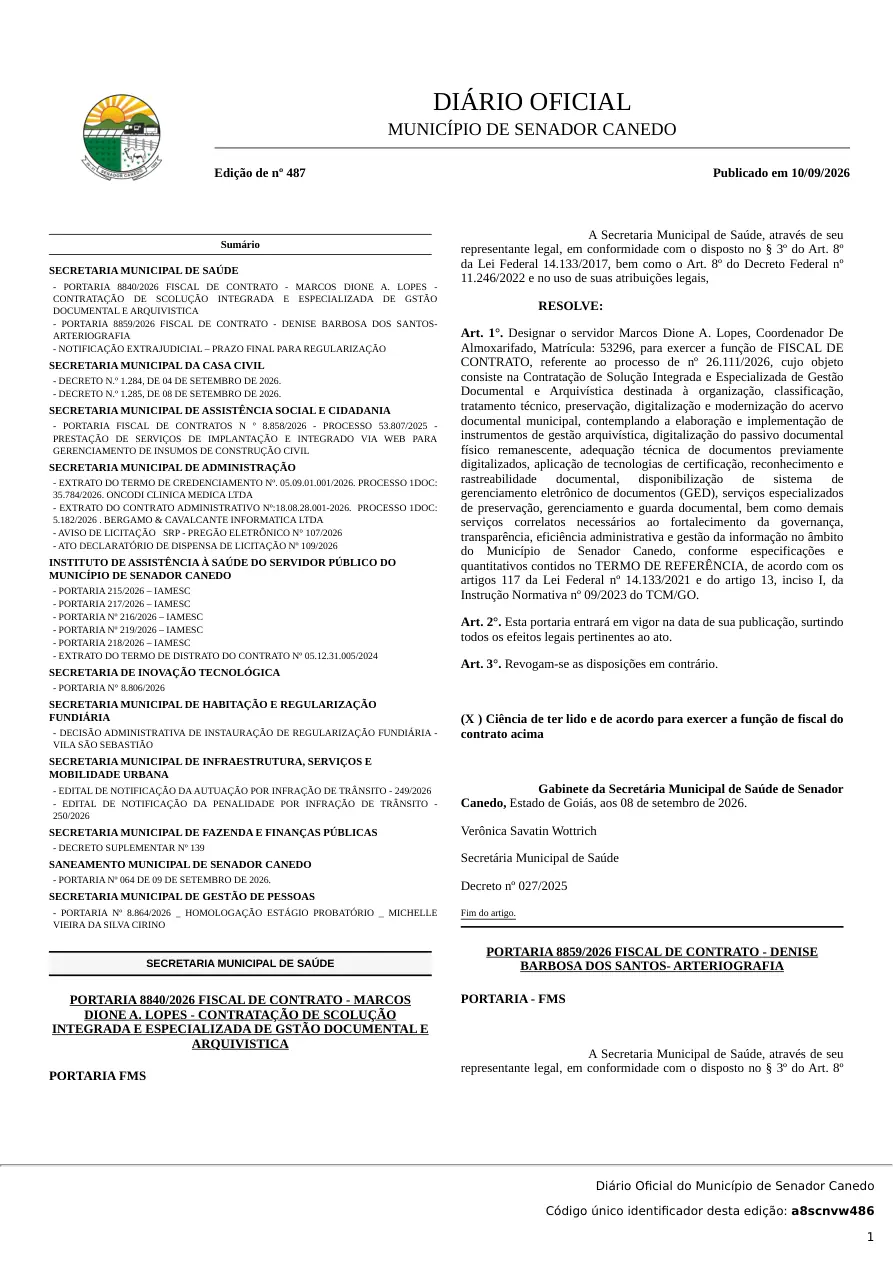 DIÁRIO OFICIAL
MUNICÍPIO DE SENADOR CANEDO
Edição de nº 487
Publicado em 10/09/2026
Sumário
SECRETARIA MUNICIPAL DE SAÚDE
- PORTARIA 8840/2026 FISCAL DE CONTRATO - MARCOS DIONE A. LOPES -
CONTRATAÇÃO DE SCOLUÇÃO INTEGRADA E ESPECIALIZADA DE GSTÃO
DOCUMENTAL E ARQUIVISTICA
- PORTARIA 8859/2026 FISCAL DE CONTRATO - DENISE BARBOSA DOS SANTOS-
ARTERIOGRAFIA
- NOTIFICAÇÃO EXTRAJUDICIAL – PRAZO FINAL PARA REGULARIZAÇÃO
SECRETARIA MUNICIPAL DA CASA CIVIL
- DECRETO N.º 1.284, DE 04 DE SETEMBRO DE 2026.
- DECRETO N.º 1.285, DE 08 DE SETEMBRO DE 2026.
SECRETARIA MUNICIPAL DE ASSISTÊNCIA SOCIAL E CIDADANIA
- PORTARIA FISCAL DE CONTRATOS N º 8.858/2026 - PROCESSO 53.807/2025 -
PRESTAÇÃO DE SERVIÇOS DE IMPLANTAÇÃO E INTEGRADO VIA WEB PARA
GERENCIAMENTO DE INSUMOS DE CONSTRUÇÃO CIVIL
SECRETARIA MUNICIPAL DE ADMINISTRAÇÃO
- EXTRATO DO TERMO DE CREDENCIAMENTO Nº. 05.09.01.001/2026. PROCESSO 1DOC:
35.784/2026. ONCODI CLINICA MEDICA LTDA
- EXTRATO DO CONTRATO ADMINISTRATIVO Nº:18.08.28.001-2026. PROCESSO 1DOC:
5.182/2026 . BERGAMO & CAVALCANTE INFORMATICA LTDA
- AVISO DE LICITAÇÃO SRP - PREGÃO ELETRÔNICO N° 107/2026
- ATO DECLARATÓRIO DE DISPENSA DE LICITAÇÃO Nº 109/2026
INSTITUTO DE ASSISTÊNCIA À SAÚDE DO SERVIDOR PÚBLICO DO
MUNICÍPIO DE SENADOR CANEDO
- PORTARIA 215/2026 – IAMESC
- PORTARIA 217/2026 – IAMESC
- PORTARIA Nº 216/2026 – IAMESC
- PORTARIA Nº 219/2026 – IAMESC
- PORTARIA 218/2026 – IAMESC
- EXTRATO DO TERMO DE DISTRATO DO CONTRATO Nº 05.12.31.005/2024
SECRETARIA DE INOVAÇÃO TECNOLÓGICA
- PORTARIA N° 8.806/2026
SECRETARIA MUNICIPAL DE HABITAÇÃO E REGULARIZAÇÃO
FUNDIÁRIA
- DECISÃO ADMINISTRATIVA DE INSTAURAÇÃO DE REGULARIZAÇÃO FUNDIÁRIA -
VILA SÃO SEBASTIÃO
SECRETARIA MUNICIPAL DE INFRAESTRUTURA, SERVIÇOS E
MOBILIDADE URBANA
- EDITAL DE NOTIFICAÇÃO DA AUTUAÇÃO POR INFRAÇÃO DE TRÂNSITO - 249/2026
- EDITAL DE NOTIFICAÇÃO DA PENALIDADE POR INFRAÇÃO DE TRÂNSITO -
250/2026
SECRETARIA MUNICIPAL DE FAZENDA E FINANÇAS PÚBLICAS
- DECRETO SUPLEMENTAR Nº 139
SANEAMENTO MUNICIPAL DE SENADOR CANEDO
- PORTARIA Nº 064 DE 09 DE SETEMBRO DE 2026.
SECRETARIA MUNICIPAL DE GESTÃO DE PESSOAS
- PORTARIA Nº 8.864/2026 _ HOMOLOGAÇÃO ESTÁGIO PROBATÓRIO _ MICHELLE
VIEIRA DA SILVA CIRINO
SECRETARIA MUNICIPAL DE SAÚDE
PORTARIA 8840/2026 FISCAL DE CONTRATO - MARCOS
DIONE A. LOPES - CONTRATAÇÃO DE SCOLUÇÃO
INTEGRADA E ESPECIALIZADA DE GSTÃO DOCUMENTAL E
ARQUIVISTICA
PORTARIA FMS
A Secretaria Municipal de Saúde, através de seu
representante legal, em conformidade com o disposto no § 3º do Art. 8º
da Lei Federal 14.133/2017, bem como o Art. 8º do Decreto Federal nº
11.246/2022 e no uso de suas atribuições legais,
RESOLVE:
Art. 1°. Designar o servidor Marcos Dione A. Lopes, Coordenador De
Almoxarifado, Matrícula: 53296, para exercer a função de FISCAL DE
CONTRATO, referente ao processo de nº 26.111/2026, cujo objeto
consiste na Contratação de Solução Integrada e Especializada de Gestão
Documental e Arquivística destinada à organização, classificação,
tratamento técnico, preservação, digitalização e modernização do acervo
documental municipal, contemplando a elaboração e implementação de
instrumentos de gestão arquivística, digitalização do passivo documental
físico remanescente, adequação técnica de documentos previamente
digitalizados, aplicação de tecnologias de certificação, reconhecimento e
rastreabilidade documental, disponibilização de sistema de
gerenciamento eletrônico de documentos (GED), serviços especializados
de preservação, gerenciamento e guarda documental, bem como demais
serviços correlatos necessários ao fortalecimento da governança,
transparência, eficiência administrativa e gestão da informação no âmbito
do Município de Senador Canedo, conforme especificações e
quantitativos contidos no TERMO DE REFERÊNCIA, de acordo com os
artigos 117 da Lei Federal nº 14.133/2021 e do artigo 13, inciso I, da
Instrução Normativa nº 09/2023 do TCM/GO.
Art. 2°. Esta portaria entrará em vigor na data de sua publicação, surtindo
todos os efeitos legais pertinentes ao ato.
Art. 3°. Revogam-se as disposições em contrário.
(X ) Ciência de ter lido e de acordo para exercer a função de fiscal do
contrato acima
Gabinete da Secretária Municipal de Saúde de Senador
Canedo, Estado de Goiás, aos 08 de setembro de 2026.
Verônica Savatin Wottrich
Secretária Municipal de Saúde
Decreto nº 027/2025
Fim do artigo.
PORTARIA 8859/2026 FISCAL DE CONTRATO - DENISE
BARBOSA DOS SANTOS- ARTERIOGRAFIA
PORTARIA - FMS
A Secretaria Municipal de Saúde, através de seu
representante legal, em conformidade com o disposto no § 3º do Art. 8º
Diário Oficial do Município de Senador Canedo
Código único identificador desta edição: a8scnvw486
1